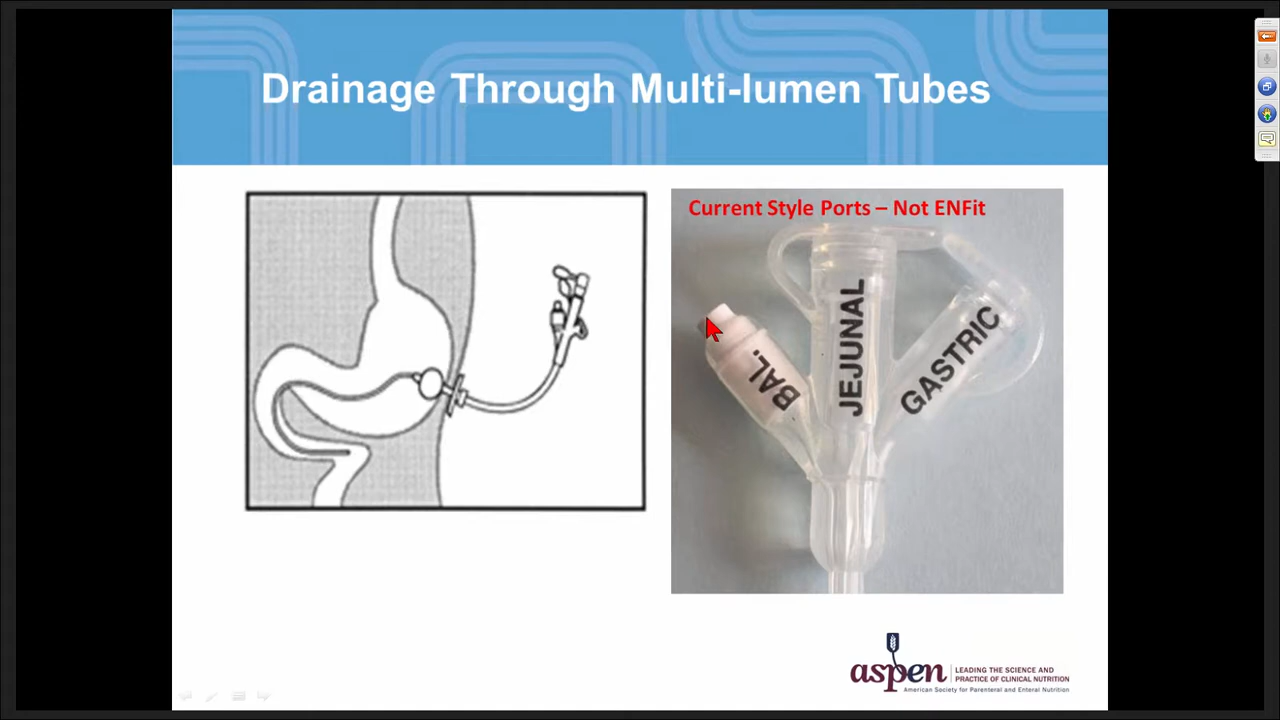 Drainage Through Multi-lumen Tubes
Current Style Ports – Not ENFit
BAL.
JEJUNAL
GASTRIC
aspen
LEADING THE SCIENCE AND
PRACTICE OF CLINICAL NUTRITION
American Society for Parenteral and Enteral Nutrition